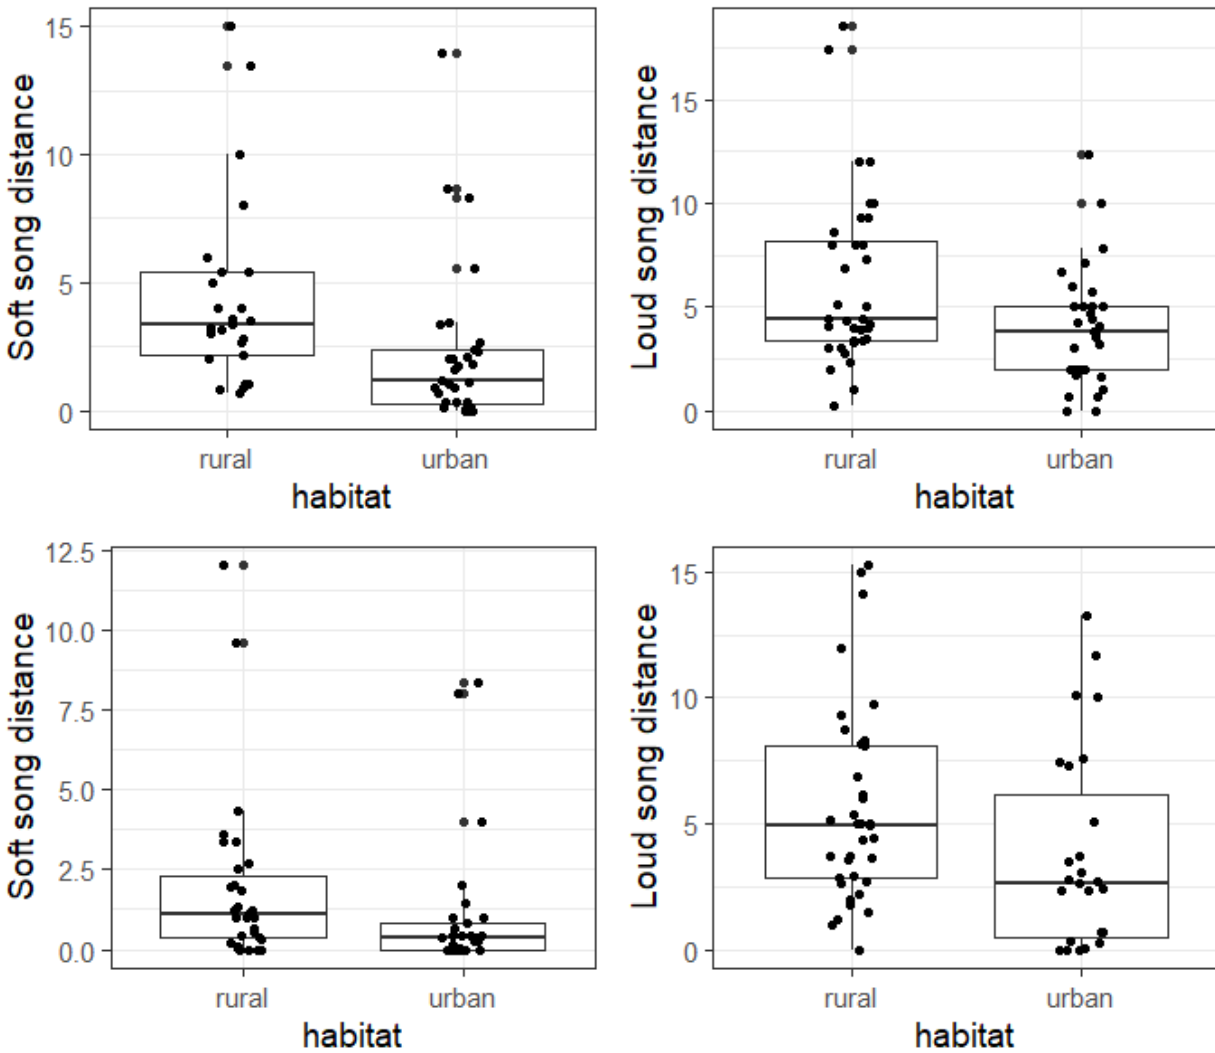 Soft song distance
15
10
5
0
rural urban
habitat
Loud song distance
15
10
5
0
rural urban
habitat
Soft song distance
12.5
10.0
7.5
5.0
2.5
0.0
rural urban
habitat
Loud song distance
15
10
5
0
rural urban
habitat